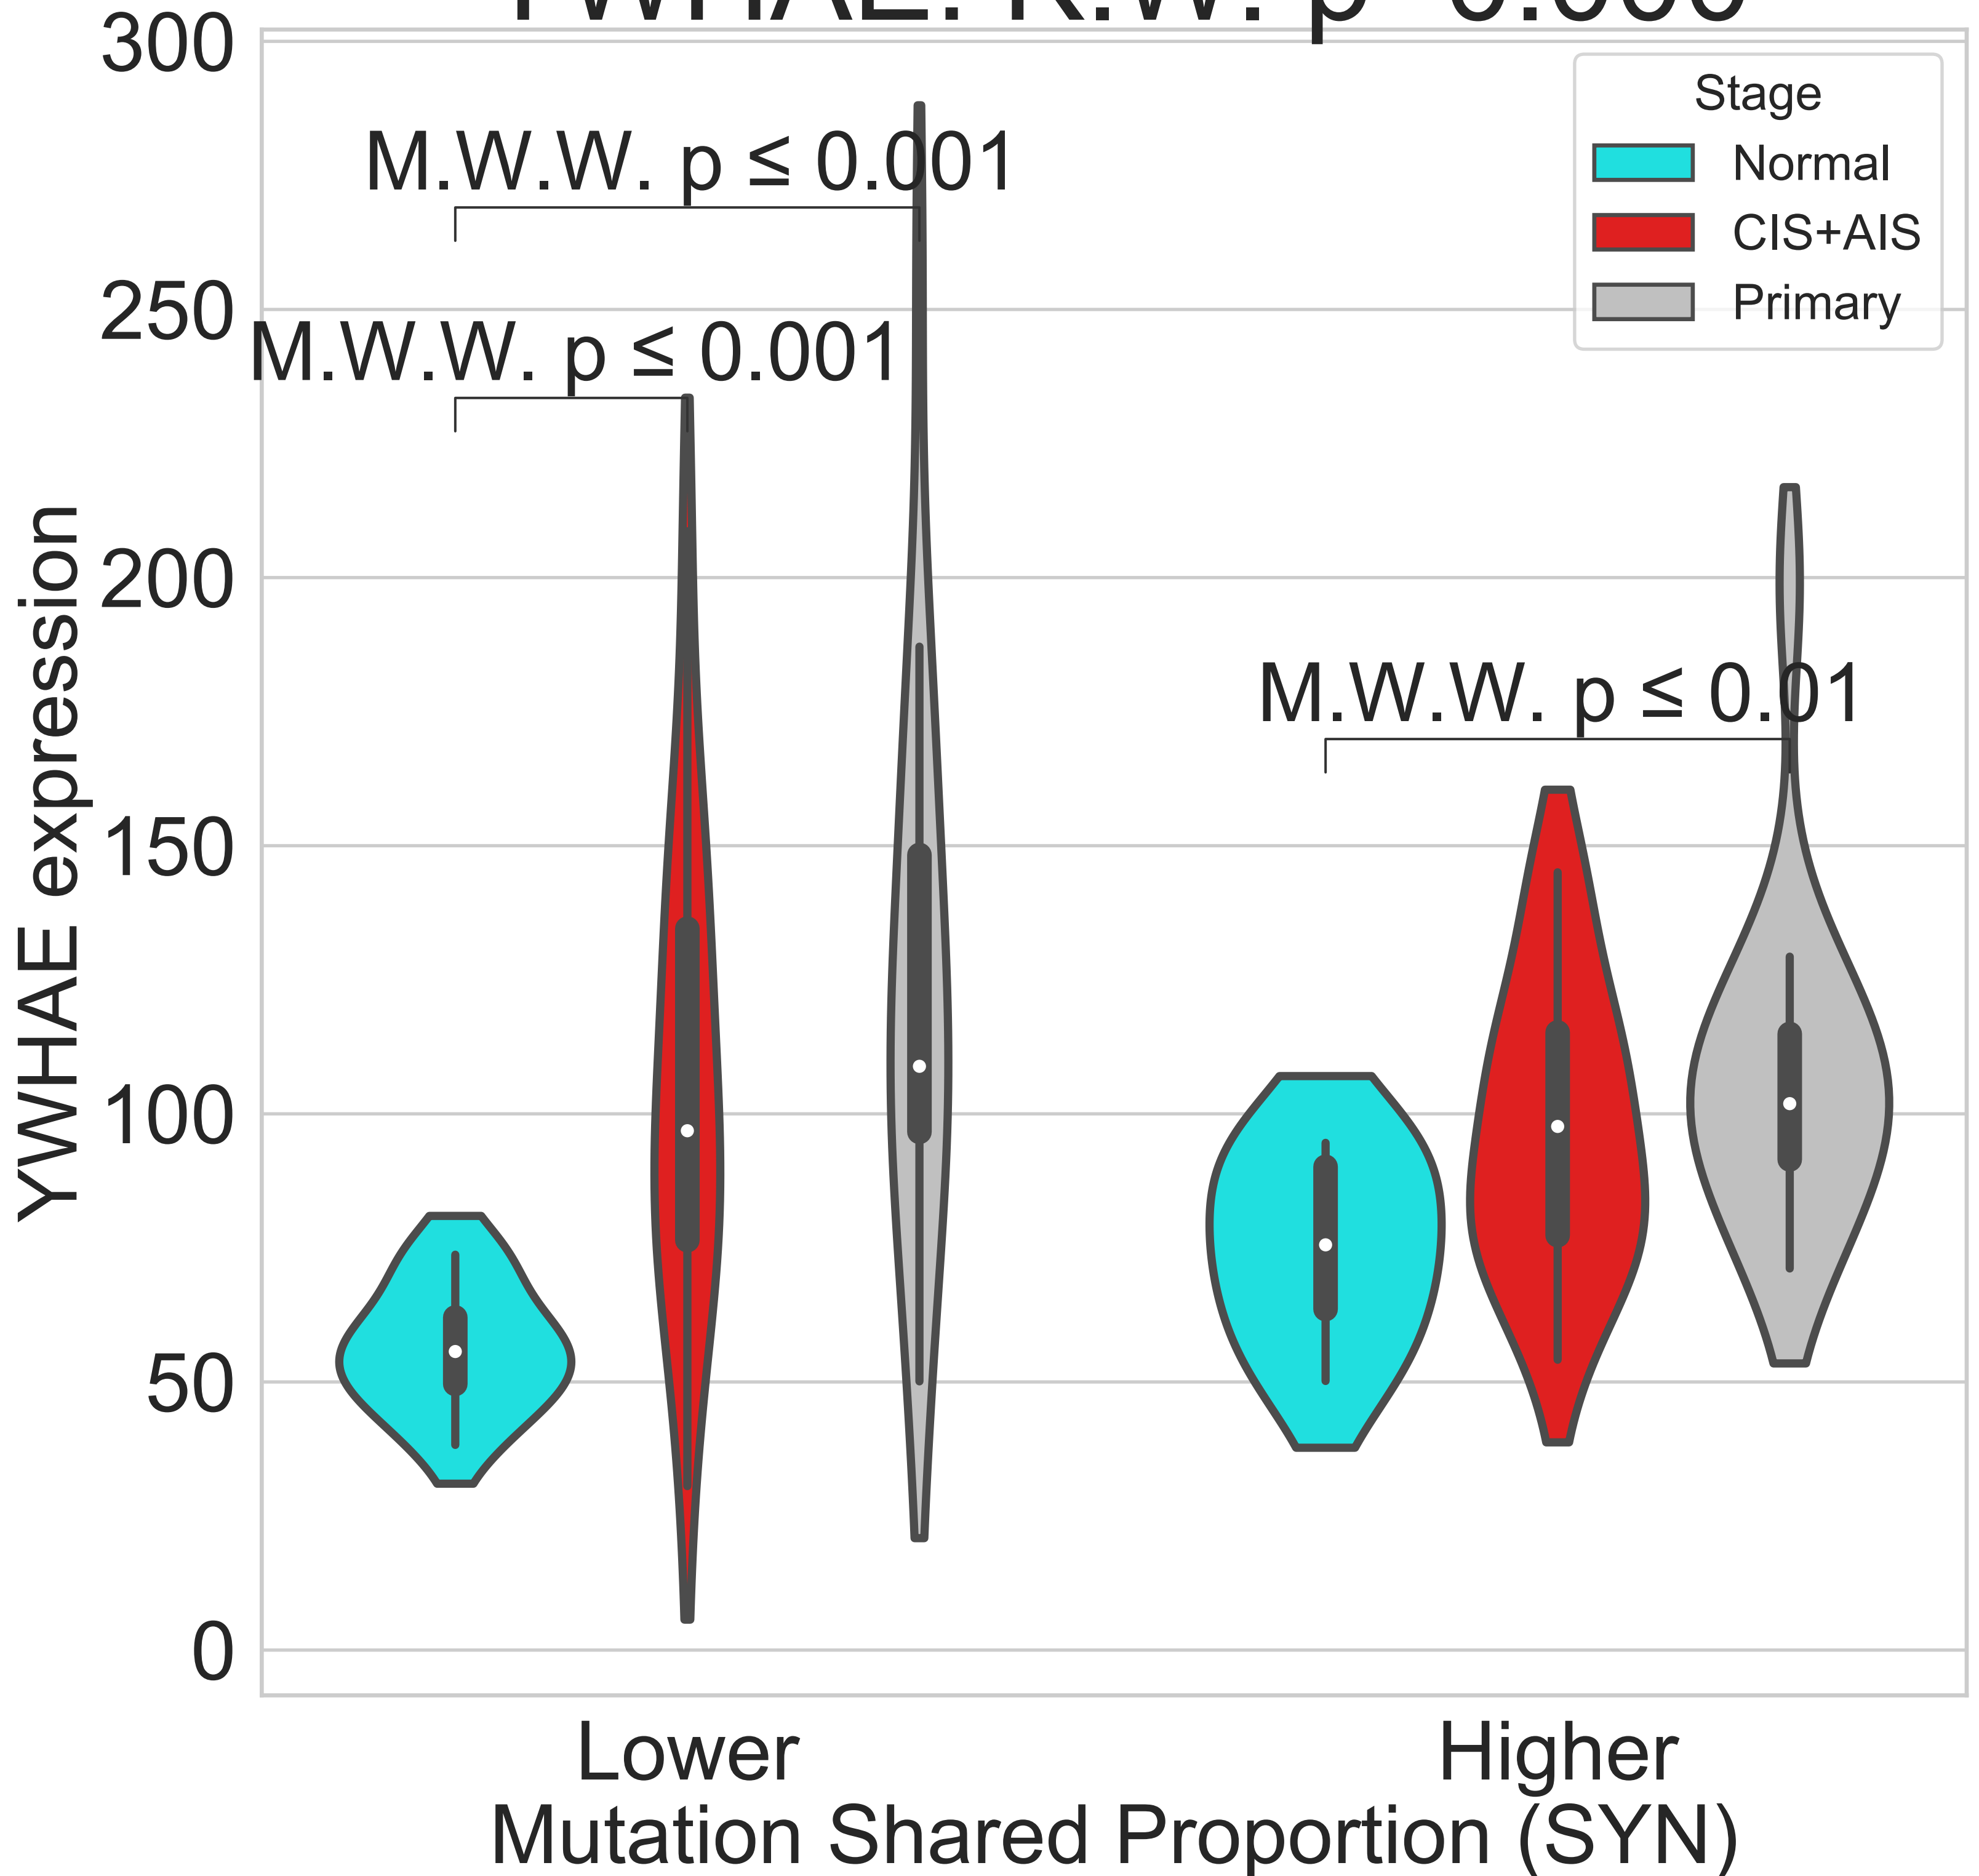 300
M.W.W. p ≤ 0.001
Stage
Normal
CIS+AIS
Primary
250
M.W.W. p ≤ 0.001
200
M.W.W. p ≤ 0.01
150
100
50
0
YWHAE expression
Lower
Higher
Mutation Shared Proportion (SYN)